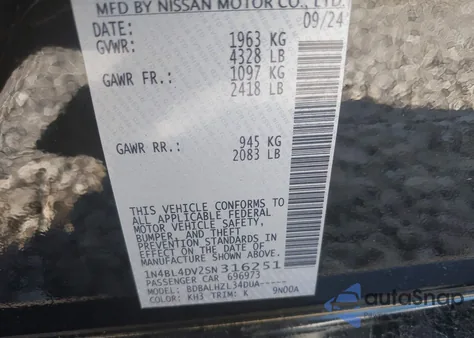 MFD BY NISSAN MOTOR CO., LTD.
DATE: 09/24
GVWR: 1963 KG
4328 LB
GAWR FR.: 1097 KG
2418 LB
GAWR RR.: 945 KG
2083 LB
THIS VEHICLE CONFORMS TO
ALL APPLICABLE FEDERAL
MOTOR VEHICLE SAFETY,
BUMPER, AND THEFT
PREVENTION STANDARDS IN
EFFECT ON THE DATE OF
MANUFACTURE SHOWN ABOVE.
1N4BL4DV2SN316251
PASSENGER CAR 696973
MODEL: BDBALHZL34DUA-----
COLOR: KH3 TRIM: K 9N00A
autoSnap